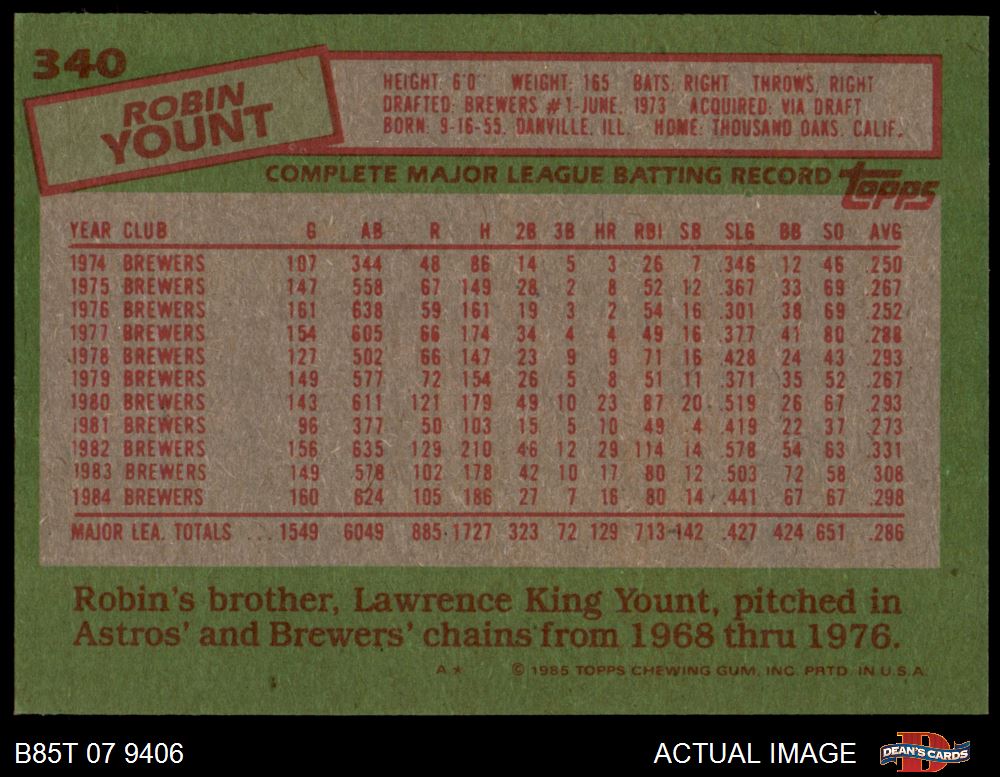 340
ROBIN
YOUNT
HEIGHT: 6'0" WEIGHT: 165 BATS: RIGHT THROWS: RIGHT
DRAFTED: BREWERS #1-JUNE, 1973 ACQUIRED: VIA DRAFT
BORN: 9-16-55, DANVILLE, ILL. HOME: THOUSAND OAKS, CALIF.
COMPLETE MAJOR LEAGUE BATTING RECORD topps
YEAR CLUB G AB R H 2B 3B HR RBI SB SLG BB SO AVG
1974 BREWERS 107 344 48 86 14 5 3 26 7 .346 12 46 .250
1975 BREWERS 147 558 67 149 28 2 8 52 12 .367 33 69 .267
1976 BREWERS 161 638 59 161 19 3 2 54 16 .301 38 69 .252
1977 BREWERS 154 605 66 174 34 4 4 49 16 .377 41 80 .288
1978 BREWERS 127 502 66 147 23 9 9 71 16 .428 24 43 .293
1979 BREWERS 149 577 72 154 26 5 8 51 11 .371 35 52 .267
1980 BREWERS 143 611 121 179 49 10 23 87 20 .519 26 67 .293
1981 BREWERS 96 377 50 103 15 5 10 49 4 .419 22 37 .273
1982 BREWERS 156 635 129 210 46 12 29 114 14 .578 54 63 .331
1983 BREWERS 149 578 102 178 42 10 17 80 12 .503 72 58 .308
1984 BREWERS 160 624 105 186 27 7 16 80 14 .441 67 67 .298
MAJOR LEA. TOTALS ... 1549 6049 885 1727 323 72 129 713 142 .427 424 651 .286
Robin's brother, Lawrence King Yount, pitched in
Astros' and Brewers' chains from 1968 thru 1976.
A* © 1985 TOPPS CHEWING GUM, INC. PRTD. IN U.S.A.
B85T 07 9406 ACTUAL IMAGE D DEAN'S CARDS